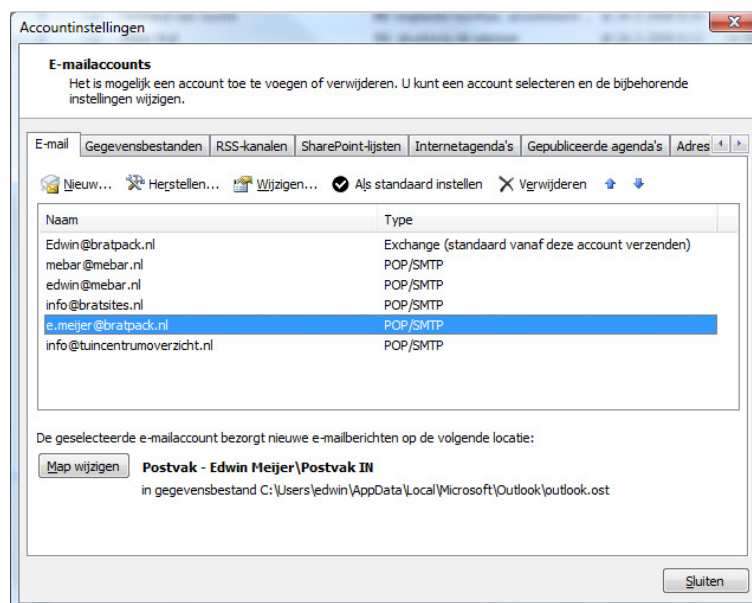 Accountinstellingen
E-mailaccounts
Het is mogelijk een account toe te voegen of verwijderen. U kunt een account selecteren en de bijbehorende
instellingen wijzigen.
E-mail Gegevensbestanden RSS-kanalen SharePoint-lijsten Internetagenda's Gepubliceerde agenda's Adres
Nieuw... Herstellen... Wijzigen... Als standaard instellen Verwijderen
Naam Type
Edwin@bratpack.nl Exchange (standaard vanaf deze account verzenden)
mebar@mebar.nl POP/SMTP
edwin@mebar.nl POP/SMTP
info@bratsites.nl POP/SMTP
e.meijer@bratpack.nl POP/SMTP
info@tuincentrumoverzicht.nl POP/SMTP
De geselecteerde e-mailaccount bezorgt nieuwe e-mailberichten op de volgende locatie:
Map wijzigen Postvak - Edwin Meijer\Postvak IN
in gegevensbestand C:\Users\edwin\AppData\Local\Microsoft\Outlook\outlook.ost
Sluiten